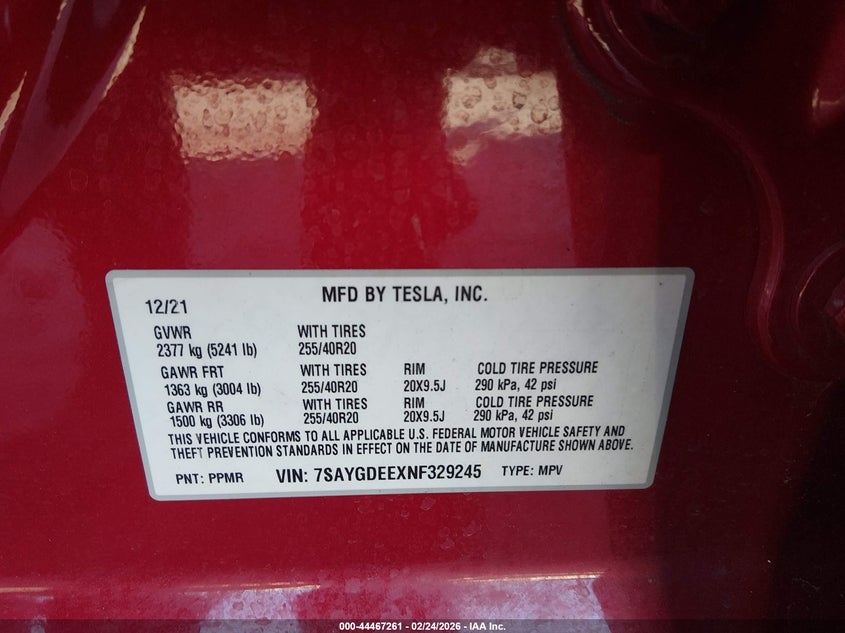 12/21 MFD BY TESLA, INC.
GVWR WITH TIRES
2377 kg (5241 lb) 255/40R20
GAWR FRT WITH TIRES RIM COLD TIRE PRESSURE
1363 kg (3004 lb) 255/40R20 20X9.5J 290 kPa, 42 psi
GAWR RR WITH TIRES RIM COLD TIRE PRESSURE
1500 kg (3306 lb) 255/40R20 20X9.5J 290 kPa, 42 psi
THIS VEHICLE CONFORMS TO ALL APPLICABLE U.S. FEDERAL MOTOR VEHICLE SAFETY AND
THEFT PREVENTION STANDARDS IN EFFECT ON THE DATE OF MANUFACTURE SHOWN ABOVE.
PNT: PPMR VIN: 7SAYGDEEXNF329245 TYPE: MPV
000-44467261 | 02/24/2026 | IAA Inc.